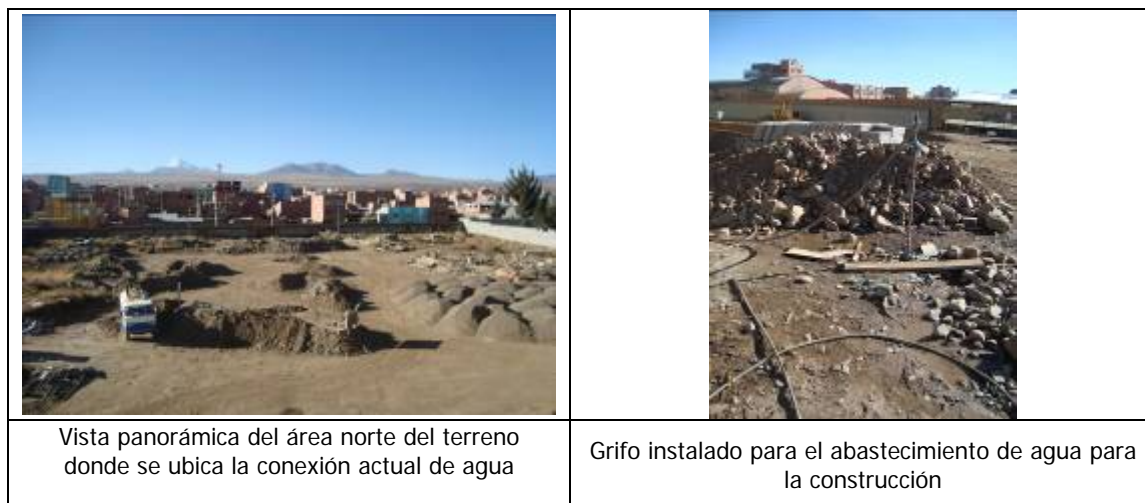 Vista panorámica del área norte del terreno
donde se ubica la conexión actual de agua
Grifo instalado para el abastecimiento de agua para
la construcción